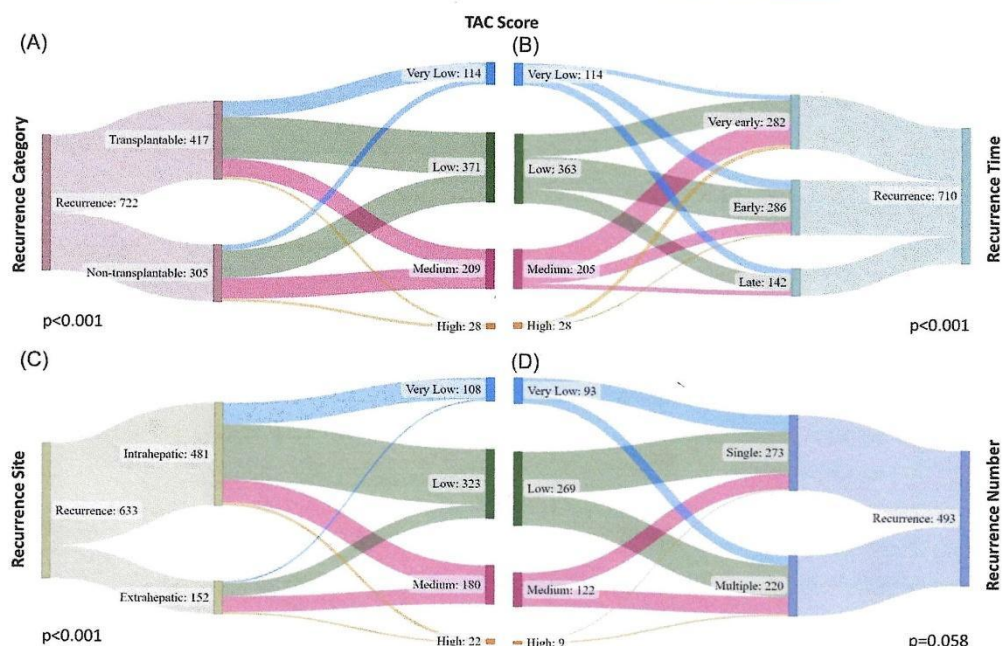 TAC Score
(A)
Recurrence Category
Recurrence: 722
Transplantable: 417
Non-transplantable: 305
Very Low: 114
Low: 371
Medium: 209
High: 28
p<0.001
(B)
Very Low: 114
Low: 363
Medium: 205
High: 28
Very early: 282
Early: 286
Late: 142
Recurrence: 710
Recurrence Time
p<0.001
(C)
Recurrence Site
Recurrence: 633
Intrahepatic: 481
Extrahepatic: 152
Very Low: 108
Low: 323
Medium: 180
High: 22
p<0.001
(D)
Very Low: 93
Low: 269
Medium: 122
High: 9
Single: 273
Multiple: 220
Recurrence: 493
Recurrence Number
p=0.058